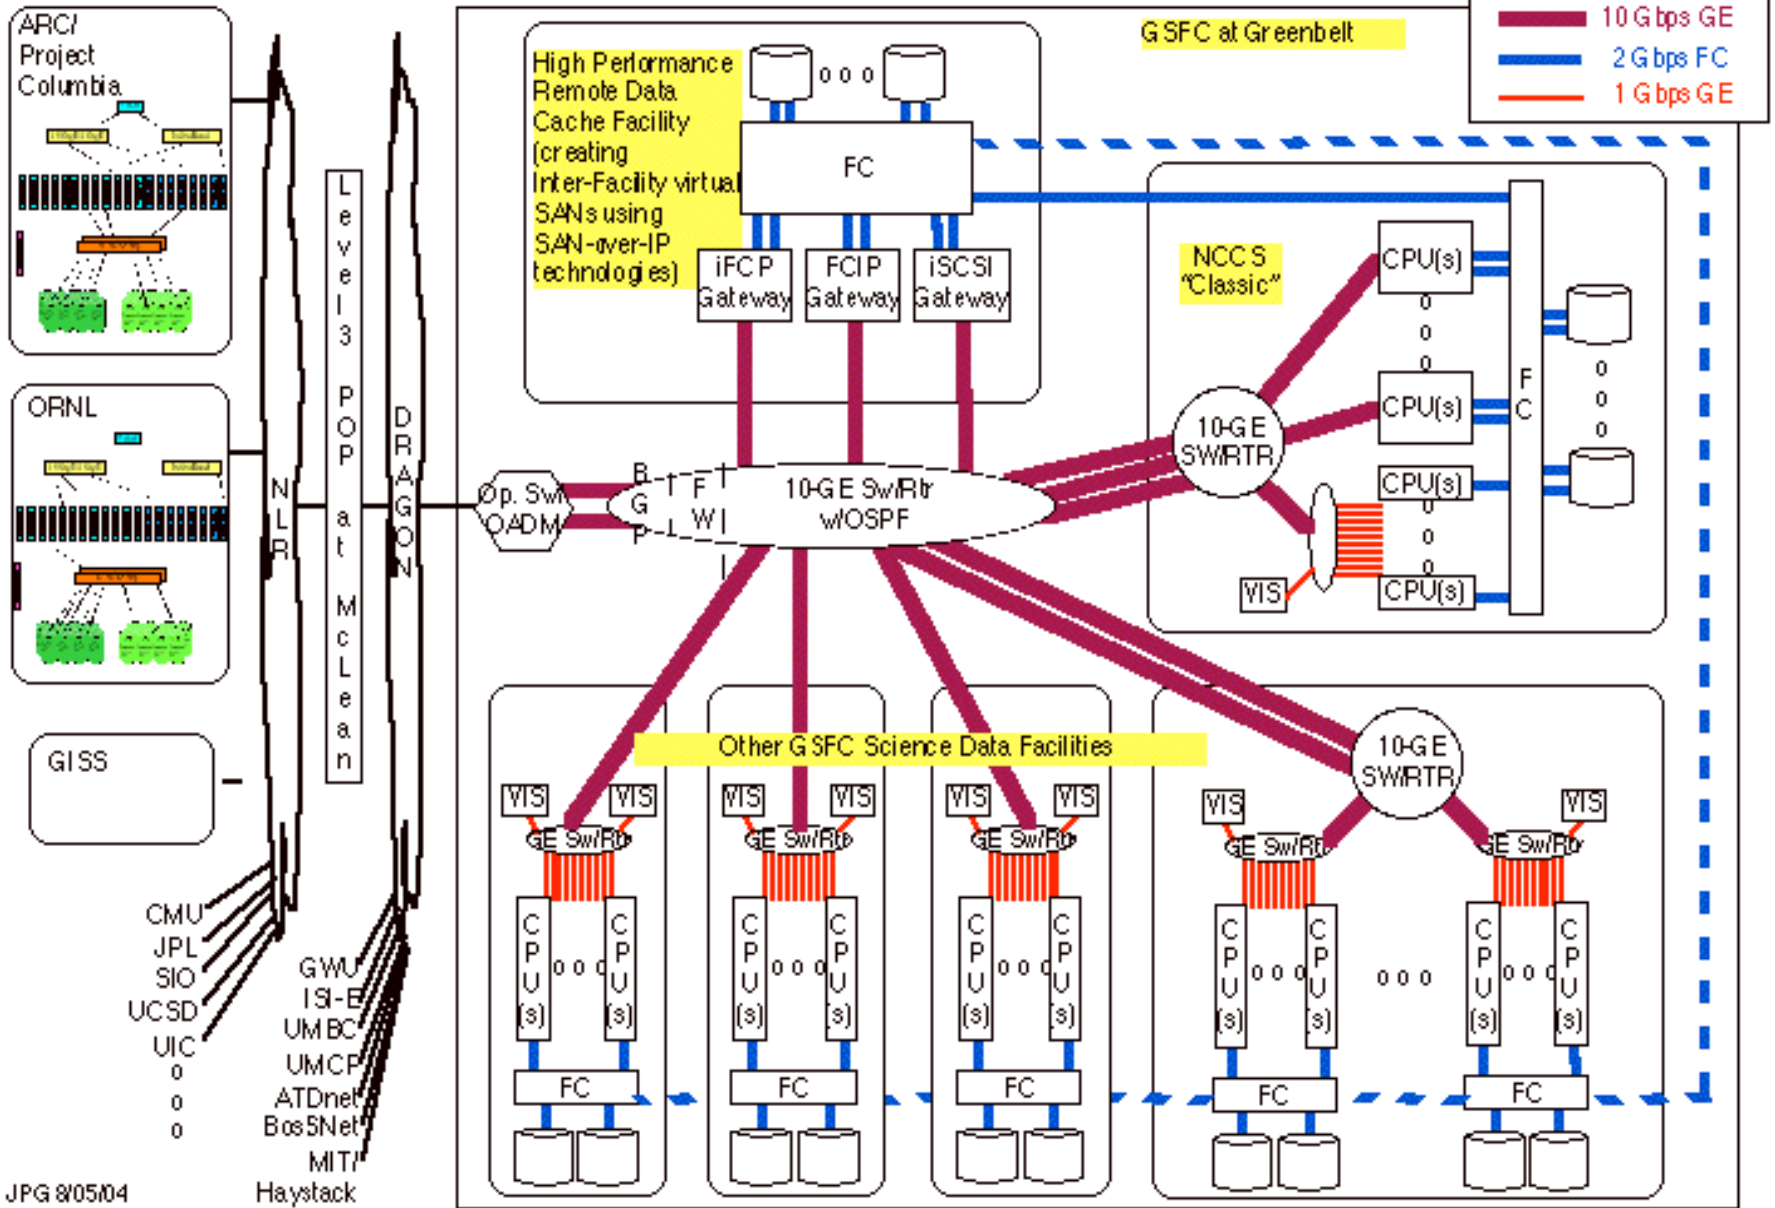 ARC/
Project
Columbia
ORNL
GISS
NLR
Level3 POP at McLean
DRAGON
CMU
JPL
SIO
UCSD
UIC
o
o
o
GWU
ISI-E
UMBC
UMCP
ATDnet
BosSNet
MIT/
Haystack
JPG 8/05/04
GSFC at Greenbelt
10 Gbps GE
2 Gbps FC
1 Gbps GE
High Performance
Remote Data
Cache Facility
(creating
Inter-Facility virtual
SANs using
SAN-over-IP
technologies)
o o o
FC
iFCP
Gateway
FCIP
Gateway
iSCSI
Gateway
NCCS
"Classic"
10-GE
SW/RTR
CPU(s)
o
o
o
CPU(s)
CPU(s)
o
o
o
CPU(s)
VIS
FC
o
o
o
Op. Sw/
OADM
BGP
FW
10-GE Sw/Rtr
w/OSPF
Other GSFC Science Data Facilities
VIS
VIS
GE Sw/Rtr
CPU(s)
o o o
CPU(s)
FC
VIS
VIS
GE Sw/Rtr
CPU(s)
o o o
CPU(s)
FC
VIS
VIS
GE Sw/Rtr
CPU(s)
o o o
CPU(s)
FC
10-GE
SW/RTR
VIS
GE Sw/Rtr
CPU(s)
o o o
CPU(s)
FC
o o o
VIS
GE Sw/Rtr
CPU(s)
o o o
CPU(s)
FC